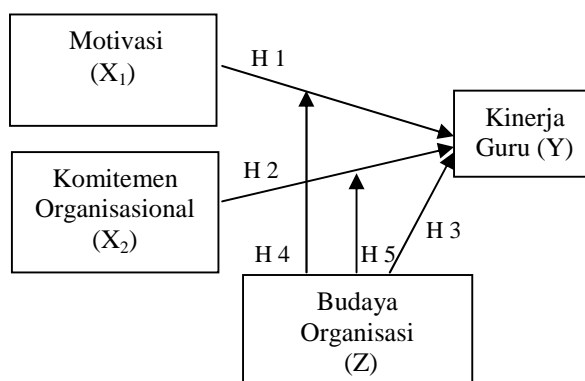 Motivasi
(X₁)
H 1
Kinerja
Guru (Y)
Komitemen
Organisasional
(X₂)
H 2
H 3
H 4
H 5
Budaya
Organisasi
(Z)